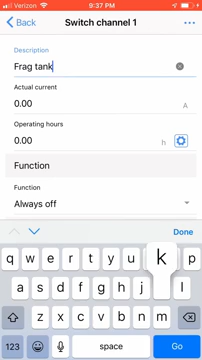 Verizon 9:37 PM
Back Switch channel 1 ...
Description
Frag tank
Actual current
0.00 A
Operating hours
0.00 h
Function
Function
Always off
Done
q w e r t y u k p
a s d f g h j l
z x c v b n m
123 space Go